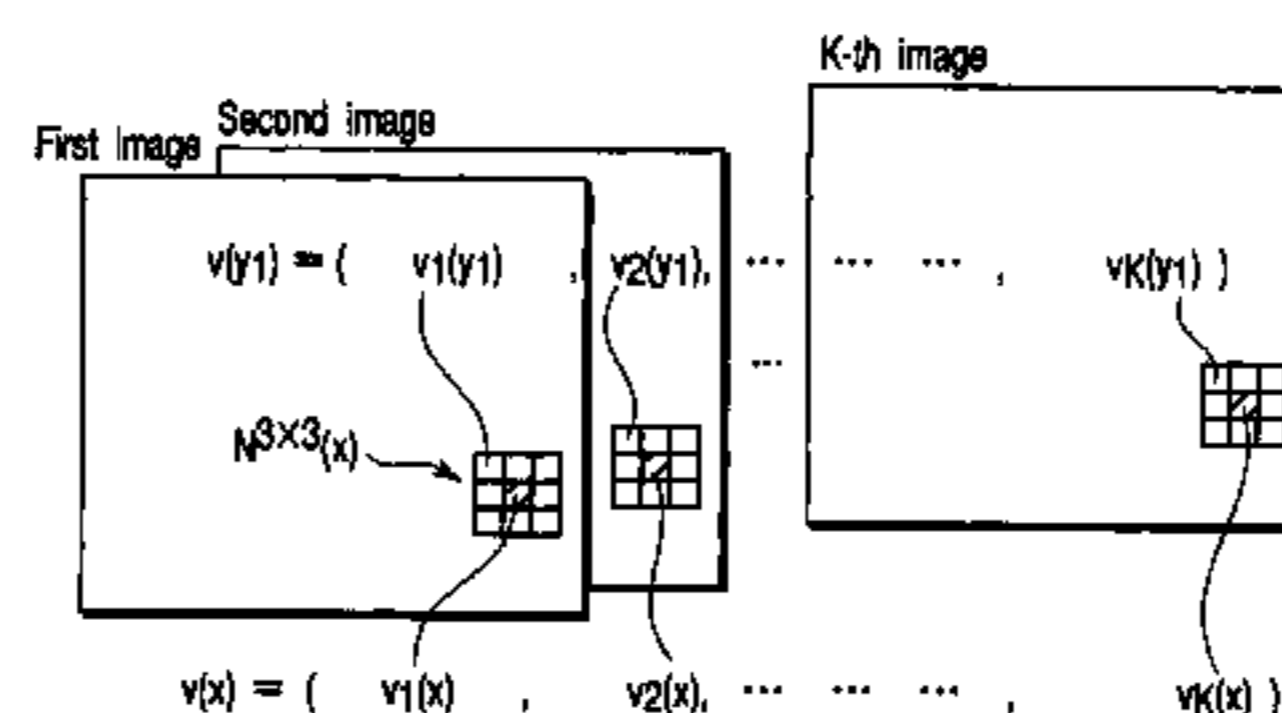 K-th image
Second image
First image
v(y1) = ( v1(y1) , v2(y1), ... ... ... , vK(y1) )
...
N3×3(x)
v(x) = ( v1(x) , v2(x), ... ... ... , vK(x) )